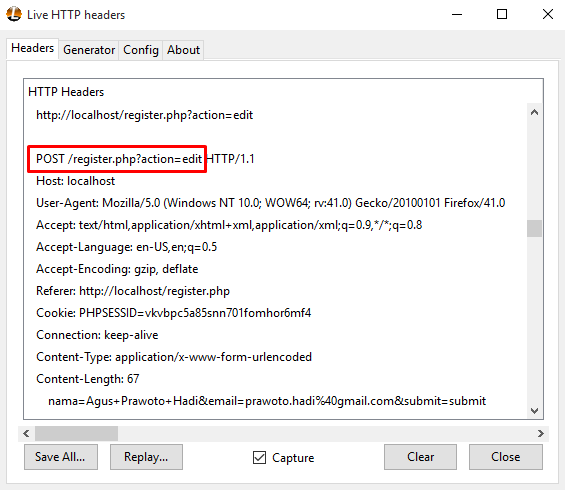 Live HTTP headers
Headers Generator Config About
HTTP Headers
http://localhost/register.php?action=edit
POST /register.php?action=edit HTTP/1.1
Host: localhost
User-Agent: Mozilla/5.0 (Windows NT 10.0; WOW64; rv:41.0) Gecko/20100101 Firefox/41.0
Accept: text/html,application/xhtml+xml,application/xml;q=0.9,*/*;q=0.8
Accept-Language: en-US,en;q=0.5
Accept-Encoding: gzip, deflate
Referer: http://localhost/register.php
Cookie: PHPSESSID=vkvbpc5a85snn701fomhor6mf4
Connection: keep-alive
Content-Type: application/x-www-form-urlencoded
Content-Length: 67
nama=Agus+Prawoto+Hadi&email=prawoto.hadi%40gmail.com&submit=submit
Save All... Replay... Capture Clear Close